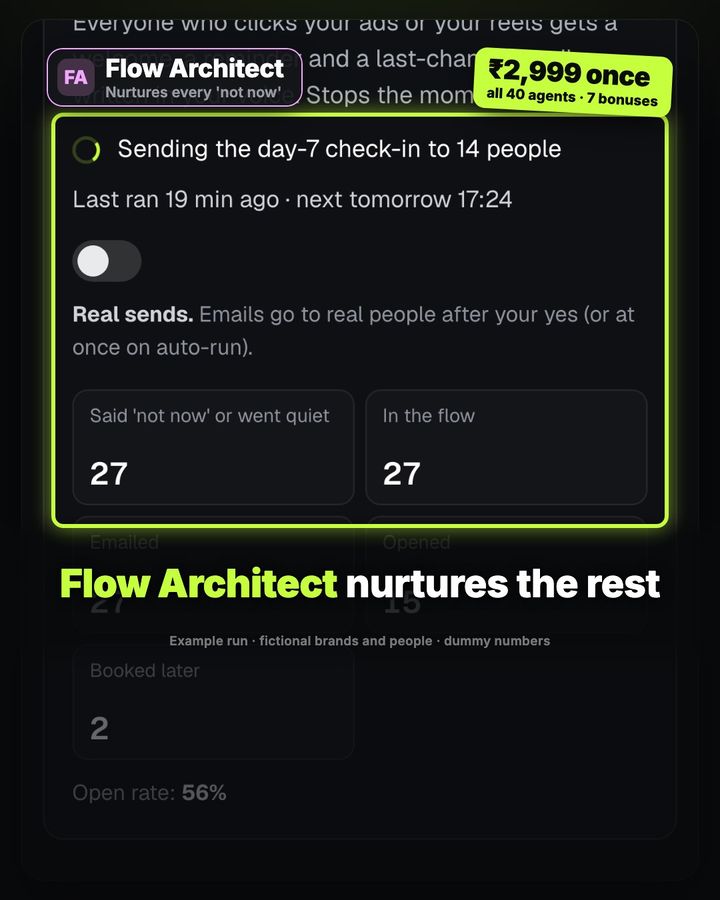 Everyone who clicks your ads or your reels gets a
FA
Flow Architect
Nurtures every 'not now'
and a last-chan
Stops the mom
₹2,999 once
all 40 agents · 7 bonuses
Sending the day-7 check-in to 14 people
Last ran 19 min ago · next tomorrow 17:24
Real sends. Emails go to real people after your yes (or at
once on auto-run).
Said 'not now' or went quiet
27
In the flow
27
Emailed
27
Opened
15
Flow Architect nurtures the rest
Example run · fictional brands and people · dummy numbers
Booked later
2
Open rate: 56%